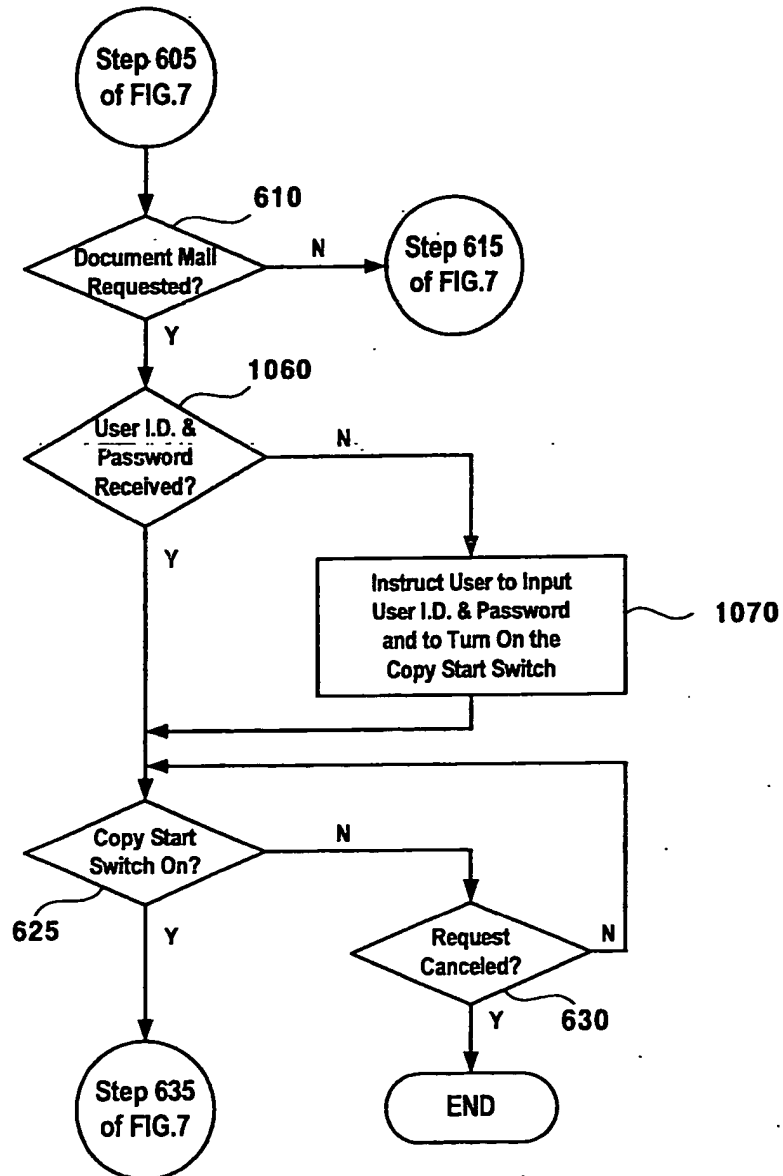 Step 605
of FIG.7
610
Document Mail
Requested?
N
Step 615
of FIG.7
Y
1060
User I.D. &
Password
Received?
N
Y
Instruct User to Input
User I.D. & Password
and to Turn On the
Copy Start Switch
1070
Copy Start
Switch On?
N
625
Y
Request
Canceled?
N
630
Y
Step 635
of FIG.7
END